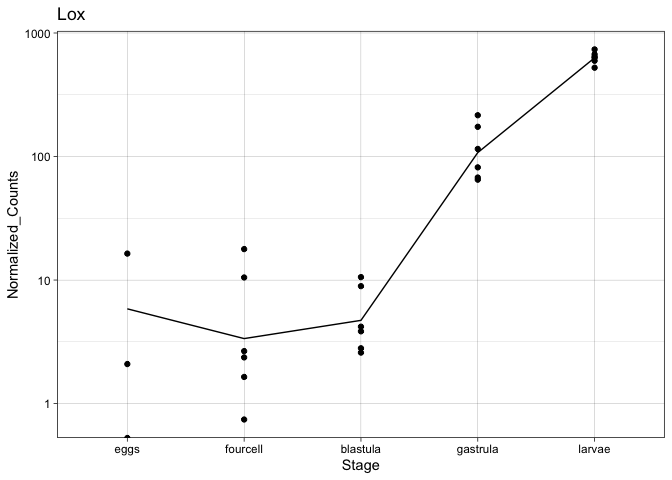 Lox
1000
100
10
1
Normalized_Counts
eggs fourcell blastula gastrula larvae
Stage